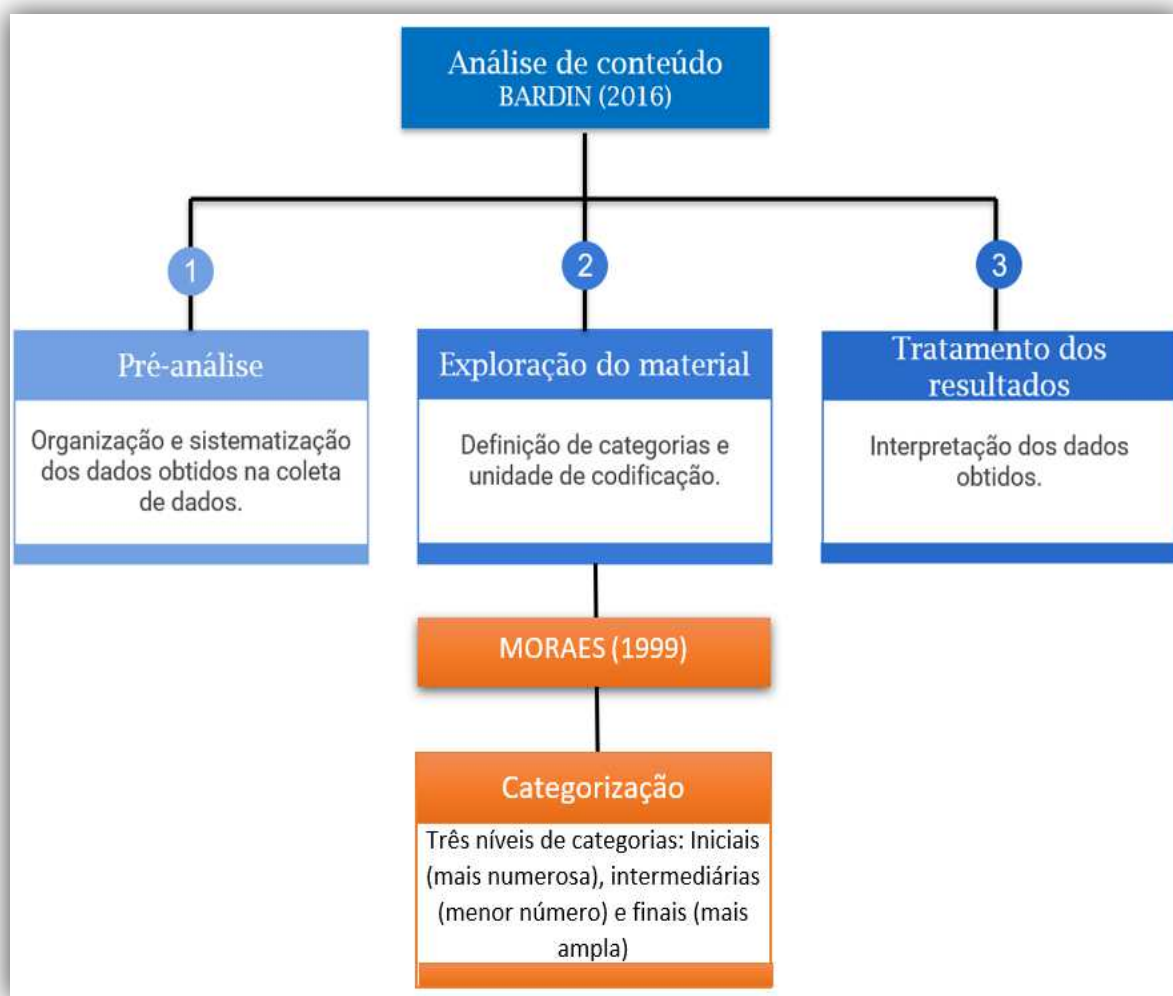 Análise de conteúdo
BARDIN (2016)
1
Pré-análise
Organização e sistematização
dos dados obtidos na coleta
de dados.
2
Exploração do material
Definição de categorias e
unidade de codificação.
3
Tratamento dos
resultados
Interpretação dos dados
obtidos.
MORAES (1999)
Categorização
Três níveis de categorias: Iniciais
(mais numerosa), intermediárias
(menor número) e finais (mais
ampla)